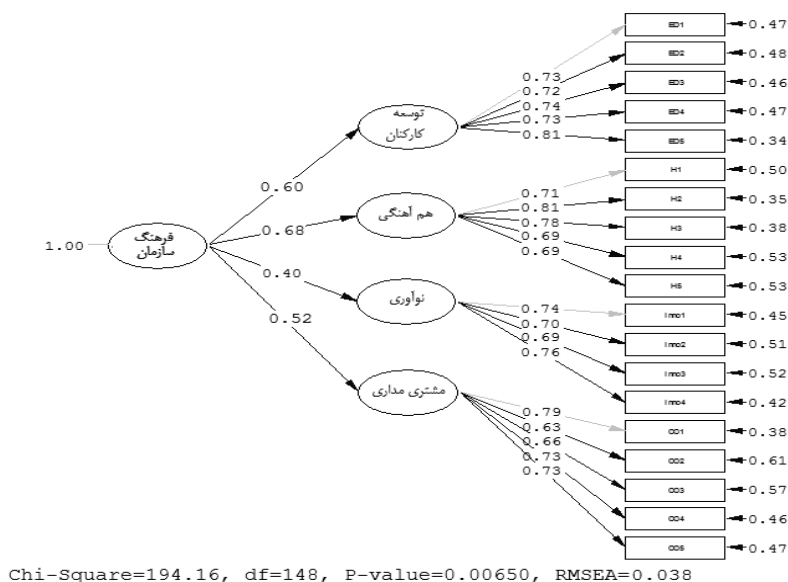 1.00
فرهنگ
سازمان
0.60
0.68
0.40
0.52
توسعه
کارکنان
هم آهنگی
نوآوری
مشتری مداری
0.73
0.72
0.74
0.73
0.81
0.71
0.81
0.78
0.69
0.69
0.74
0.70
0.69
0.76
0.79
0.63
0.66
0.73
0.73
ED1 0.47
ED2 0.48
ED3 0.46
ED4 0.47
ED5 0.34
H1 0.50
H2 0.35
H3 0.38
H4 0.53
H5 0.53
Inno1 0.45
Inno2 0.51
Inno3 0.52
Inno4 0.42
CO1 0.38
CO2 0.61
CO3 0.57
CO4 0.46
CO5 0.47
Chi-Square=194.16, df=148, P-value=0.00650, RMSEA=0.038